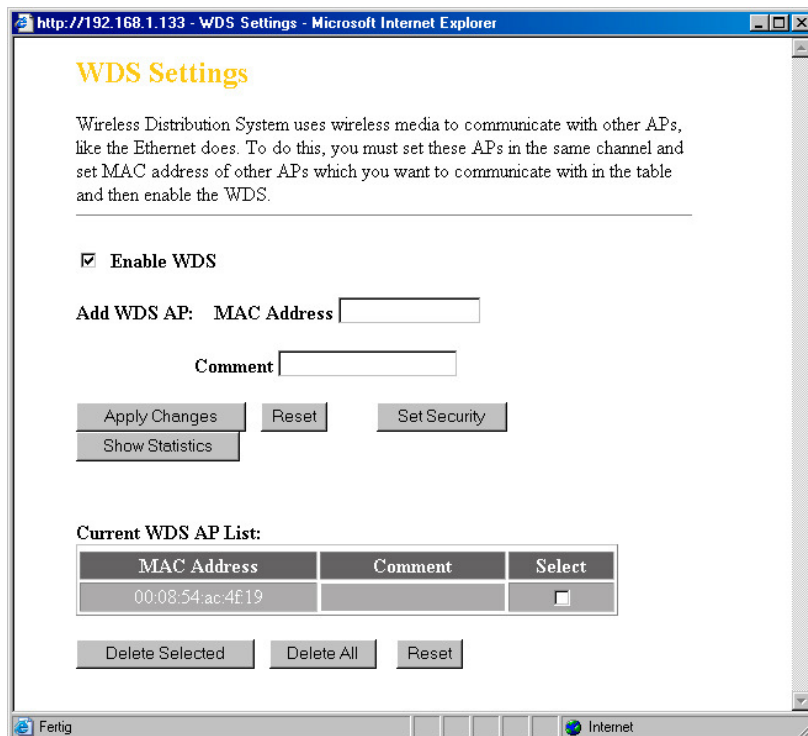 http://192.168.1.133 - WDS Settings - Microsoft Internet Explorer
WDS Settings
Wireless Distribution System uses wireless media to communicate with other APs,
like the Ethernet does. To do this, you must set these APs in the same channel and
set MAC address of other APs which you want to communicate with in the table
and then enable the WDS.
Enable WDS
Add WDS AP: MAC Address
Comment
Apply Changes Reset Set Security
Show Statistics
Current WDS AP List:
MAC Address Comment Select
00:08:54:ac:4f:19
Delete Selected Delete All Reset
Fertig Internet